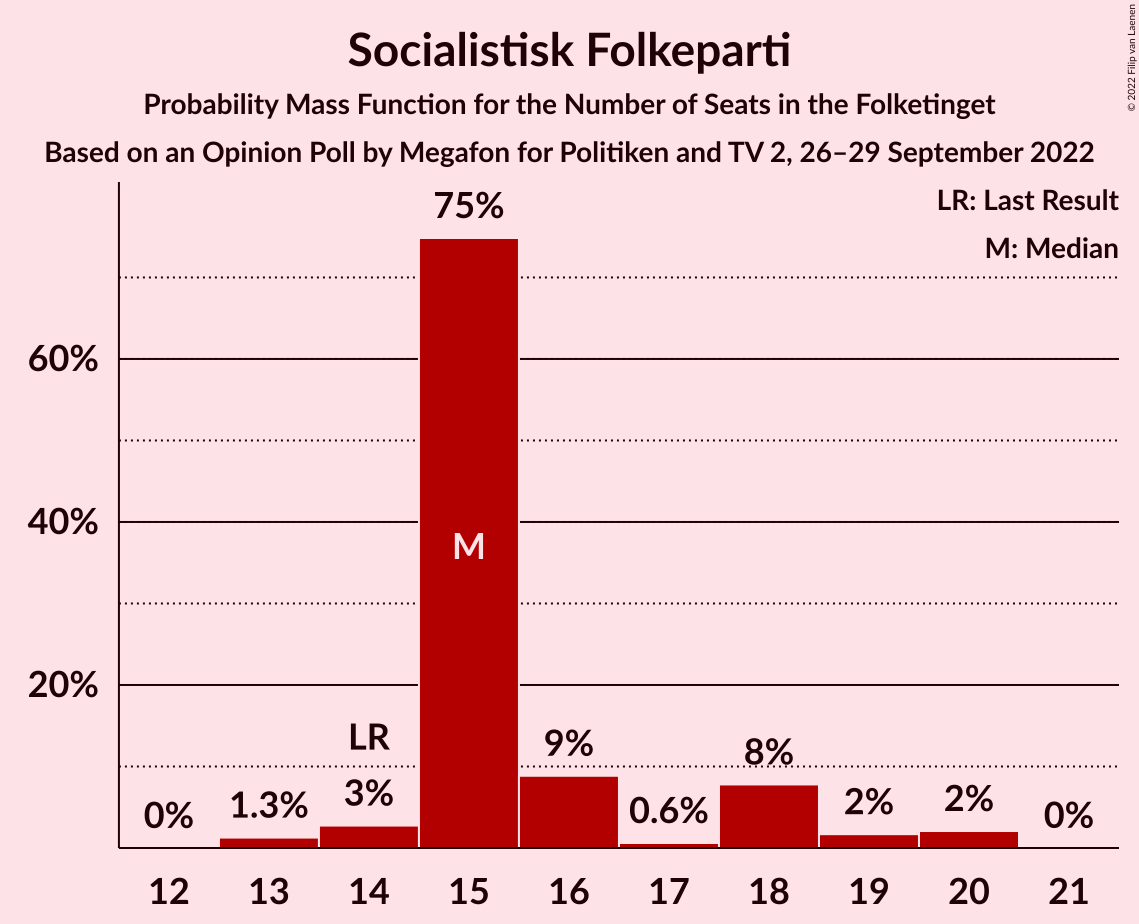 Socialistisk Folkeparti
Probability Mass Function for the Number of Seats in the Folketinget
Based on an Opinion Poll by Megafon for Politiken and TV 2, 26–29 September 2022
© 2022 Filip van Laenen
LR: Last Result
M: Median
75%
60%
40%
20%
M
LR
0%
1.3%
3%
9%
0.6%
8%
2%
2%
0%
12 13 14 15 16 17 18 19 20 21